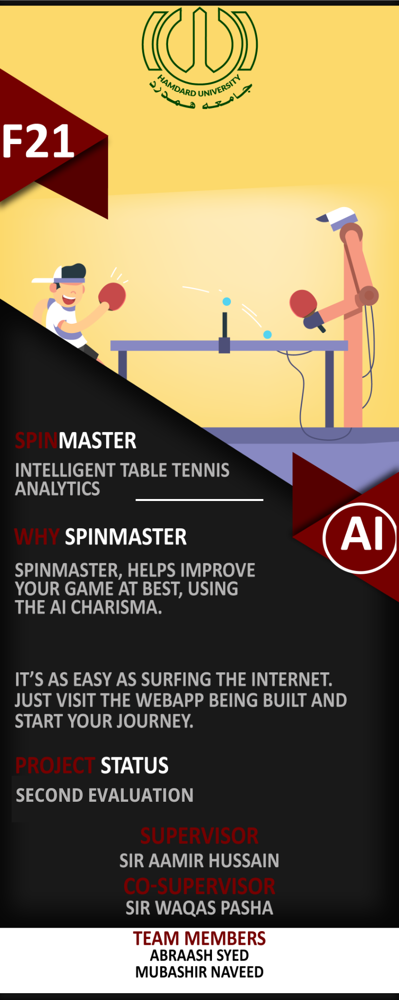 HAMDARD UNIVERSITY
جامعه همدرد
F21
SPINMASTER
INTELLIGENT TABLE TENNIS
ANALYTICS
AI
WHY SPINMASTER
SPINMASTER, HELPS IMPROVE
YOUR GAME AT BEST, USING
THE AI CHARISMA.
IT’S AS EASY AS SURFING THE INTERNET.
JUST VISIT THE WEBAPP BEING BUILT AND
START YOUR JOURNEY.
PROJECT STATUS
SECOND EVALUATION
SUPERVISOR
SIR AAMIR HUSSAIN
CO-SUPERVISOR
SIR WAQAS PASHA
TEAM MEMBERS
ABRAASH SYED
MUBASHIR NAVEED